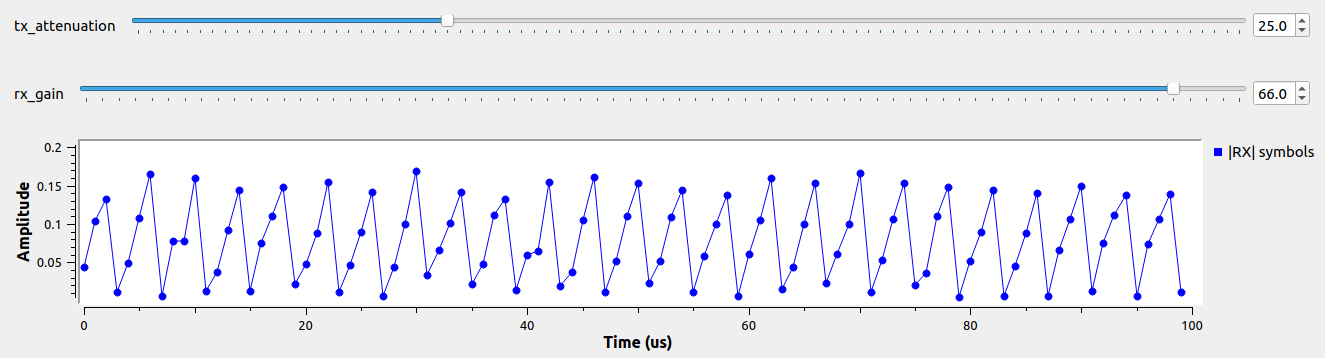 tx_attenuation 25.0
rx_gain 66.0
0.2
0.15
0.1
0.05
Amplitude
|RX| symbols
0 20 40 60 80 100
Time (us)